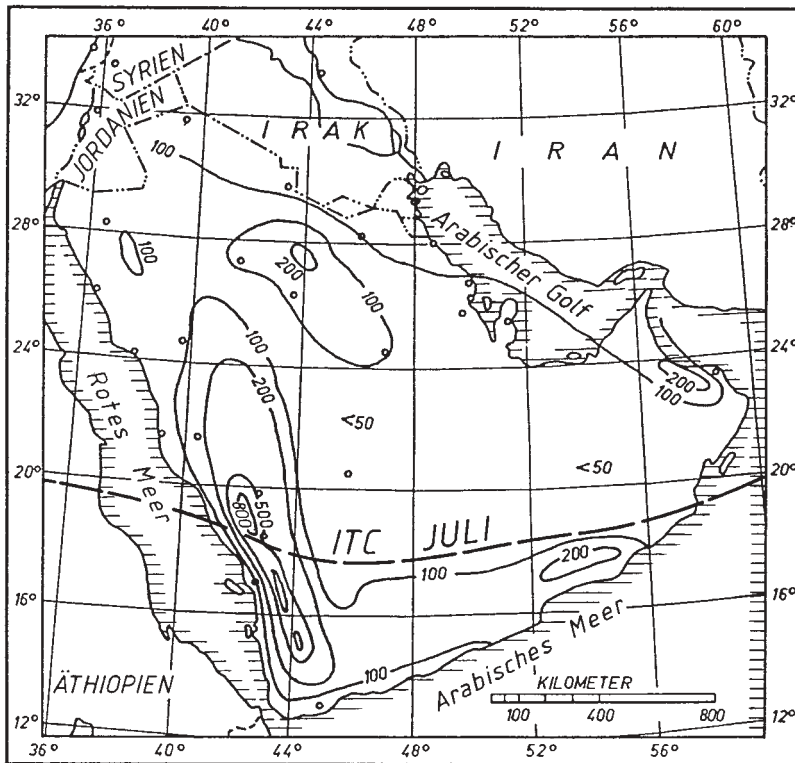 36° 40° 44° 48° 52° 56° 60°
SYRIEN
JORDANIEN
IRAK
IRAN
32° 32°
100
28° 28°
100
200
100
Arabischer Golf
24° 24°
100
200
200
100
<50
<50
Rotes Meer
20° 20°
500
800
ITC JULI
100
200
16° 16°
100
ÄTHIOPIEN
Arabisches Meer
KILOMETER
100 200 400 800
12° 12°
36° 40° 44° 48° 52° 56°